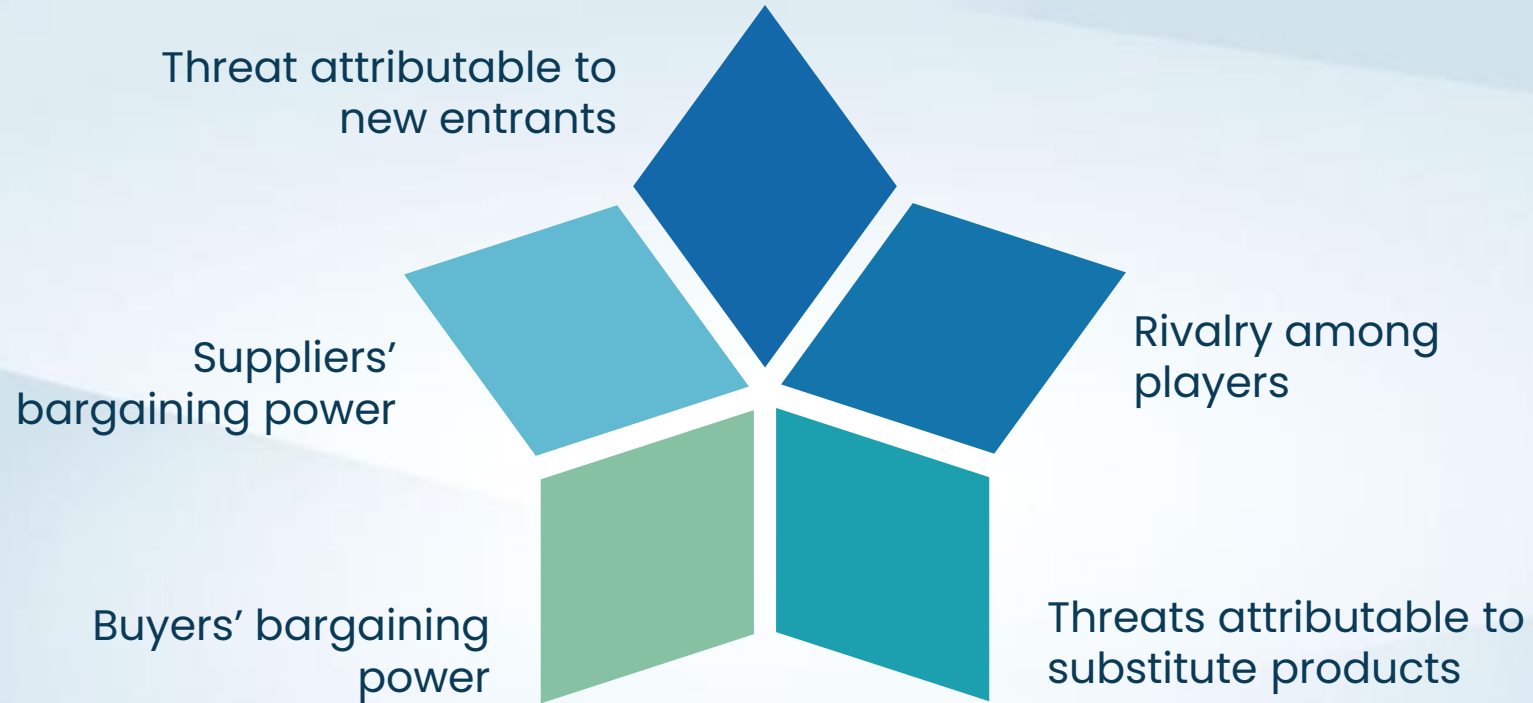 Threat attributable to
new entrants
Suppliers’
bargaining power
Rivalry among
players
Buyers’ bargaining
power
Threats attributable to
substitute products